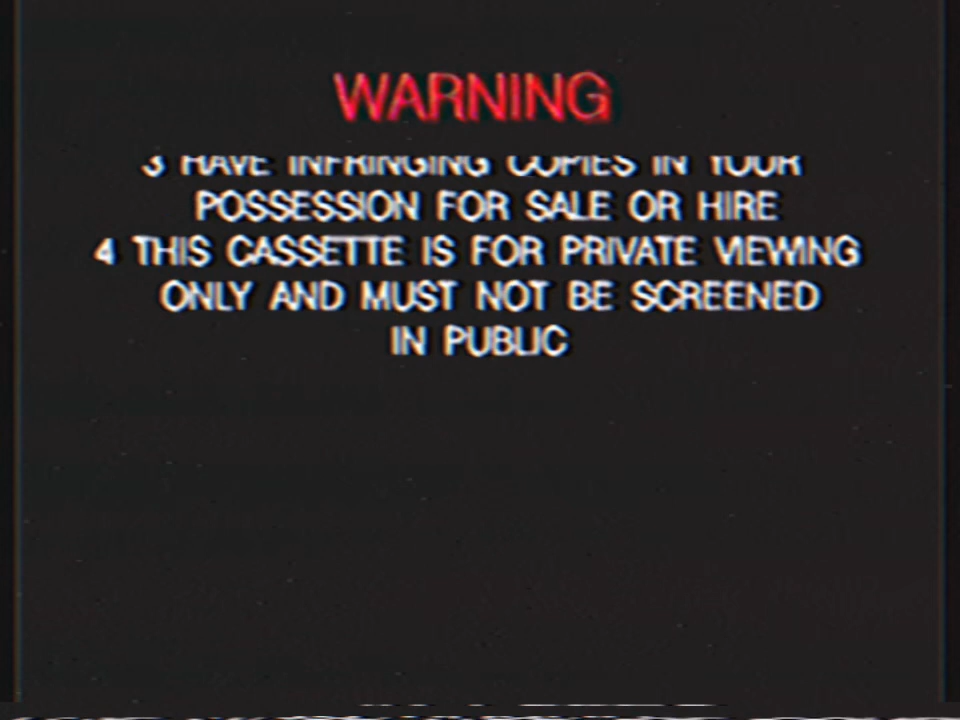 WARNING
3 HAVE INFRINGING COPIES IN YOUR
POSSESSION FOR SALE OR HIRE
4 THIS CASSETTE IS FOR PRIVATE VIEWING
ONLY AND MUST NOT BE SCREENED
IN PUBLIC